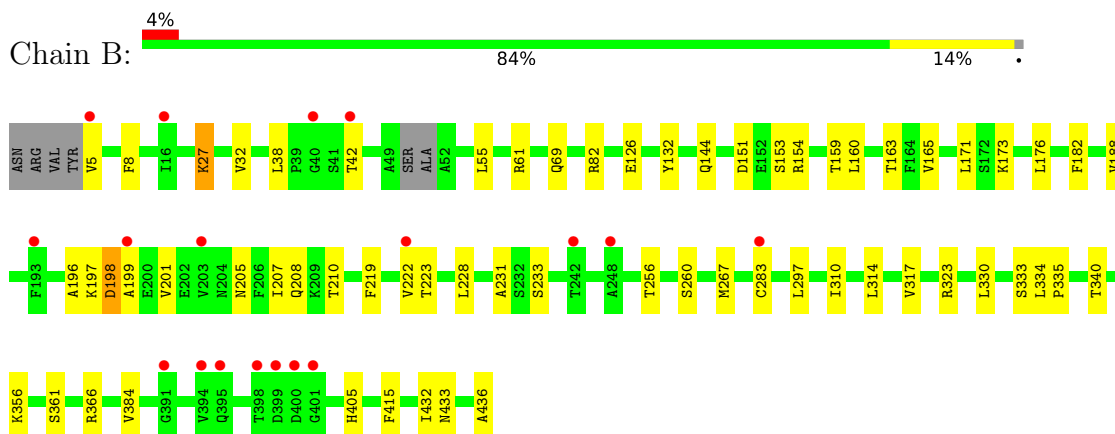 4%
Chain B:
84% 14% •
ASN ARG VAL TYR V5 F8 I16 K27 V32 L38 P39 G40 S41 T42 A49 SER ALA A52 L55 R61 Q69 R82 E126 Y132 Q144 D151 E152 S153 R154 T159 L160 T163 F164 V165 L171 S172 K173 L176 F182 V188
F193 A196 K197 D198 A199 E200 V201 E202 V203 N204 N205 F206 I207 Q208 K209 T210 F219 V222 T223 L228 A231 S232 S233 T242 A248 T256 S260 M267 C283 L297 I310 L314 V317 R323 L330 S333 L334 P335 T340
K356 S361 R366 V384 G391 V394 Q395 T398 D399 D400 G401 H405 F415 I432 N433 A436